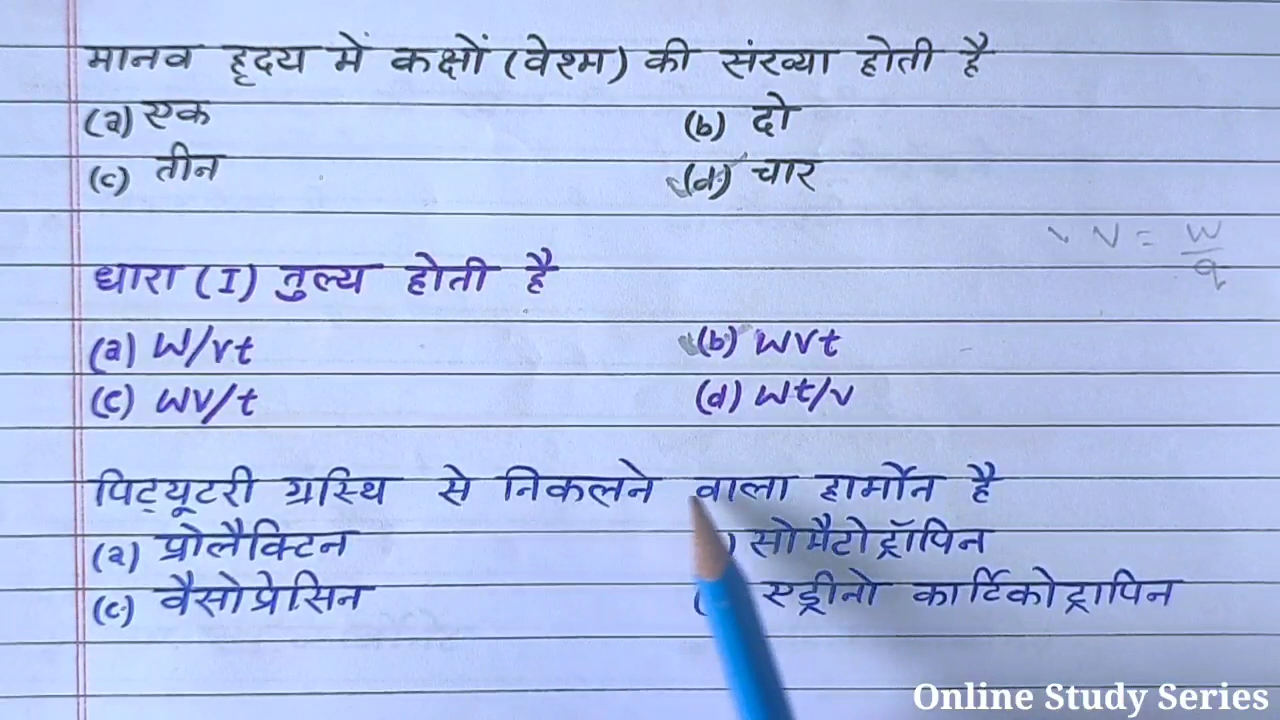 मानव हृदय में कक्षों (वेश्म) की संख्या होती है
(a) एक (b) दो
(c) तीन (d) चार
V = W/q
धारा (I) तुल्य होती है
(a) W/vt (b) Wvt
(c) Wv/t (d) Wt/v
पिट्यूटरी ग्रन्थि से निकलने वाला हार्मोन है
(a) प्रोलैक्टिन ) सोमैटोट्रॉपिन
(c) वैसोप्रेसिन ( एड्रीनो कार्टिकोट्रापिन
Online Study Series